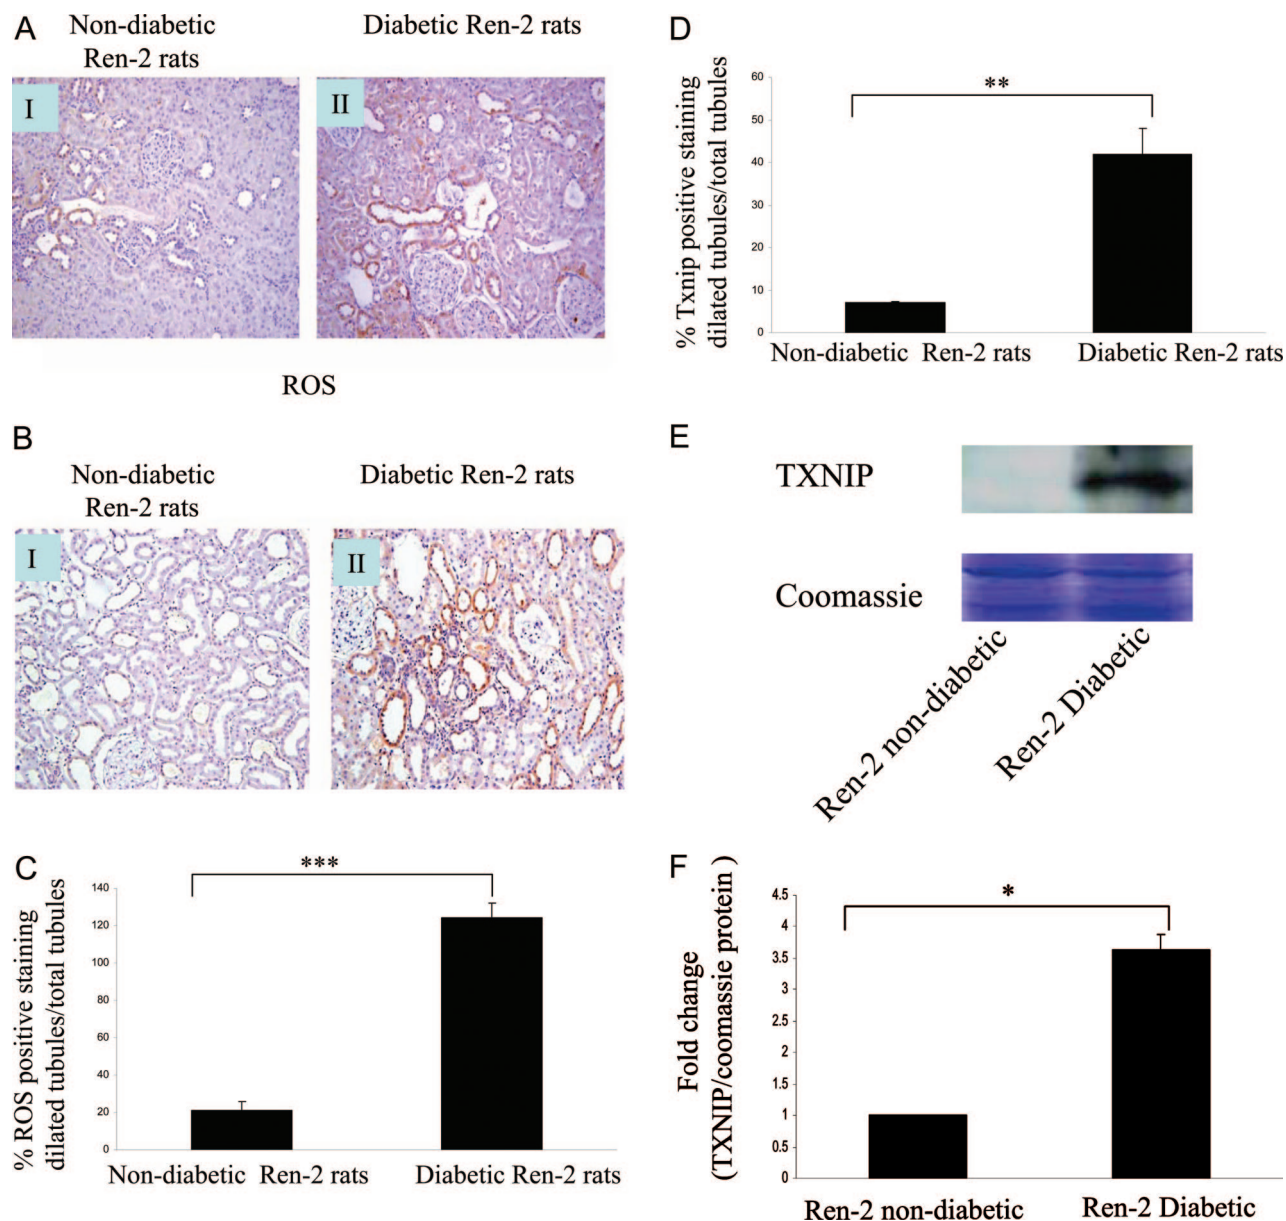 A
Non-diabetic
Ren-2 rats
Diabetic Ren-2 rats
I
II
ROS
B
Non-diabetic
Ren-2 rats
Diabetic Ren-2 rats
I
II
C
% ROS positive staining
dilated tubules/total tubules
140
120
100
80
60
40
20
0
***
Non-diabetic Ren-2 rats
Diabetic Ren-2 rats
D
% Txnip positive staining
dilated tubules/total tubules
60
50
40
30
20
10
0
**
Non-diabetic Ren-2 rats
Diabetic Ren-2 rats
E
TXNIP
Coomassie
Ren-2 non-diabetic
Ren-2 Diabetic
F
Fold change
(TXNIP/coomassie protein )
4.5
4
3.5
3
2.5
2
1.5
1
0.5
0
*
Ren-2 non-diabetic
Ren-2 Diabetic